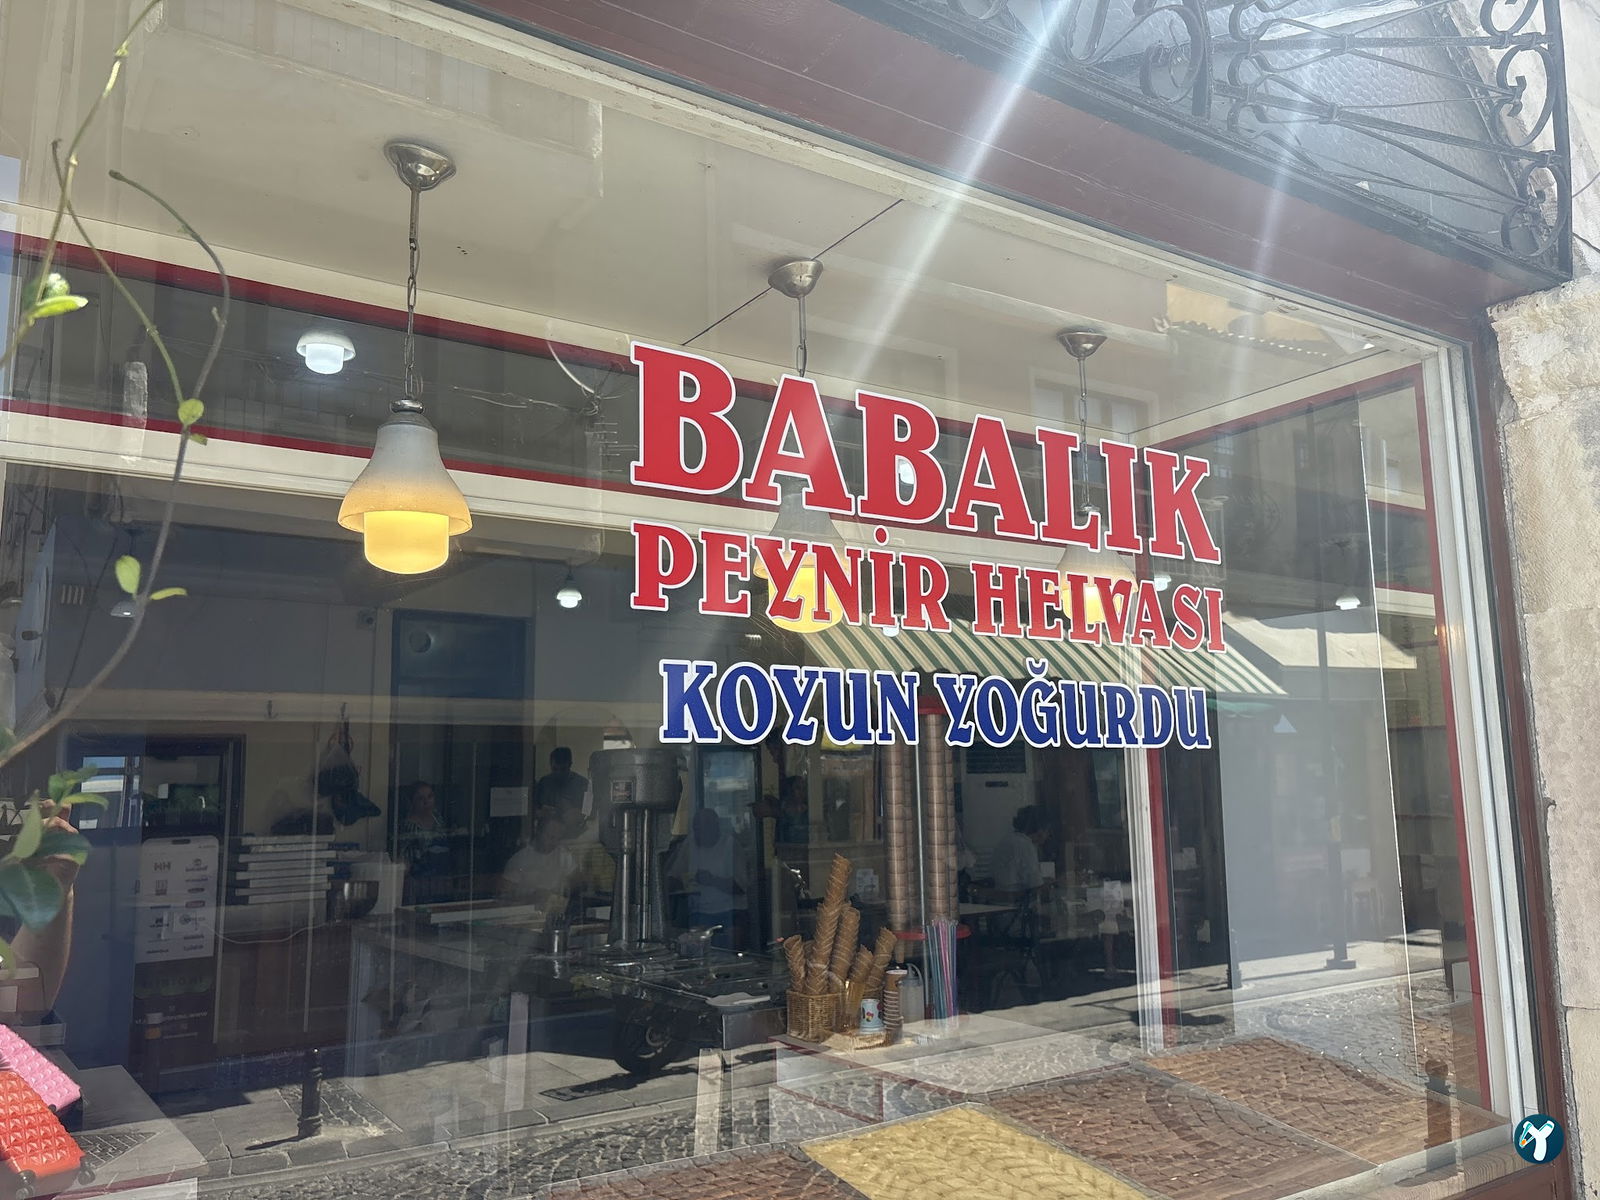 BABALIK
PEYNİR HELVASI
KOYUN YOĞURDU